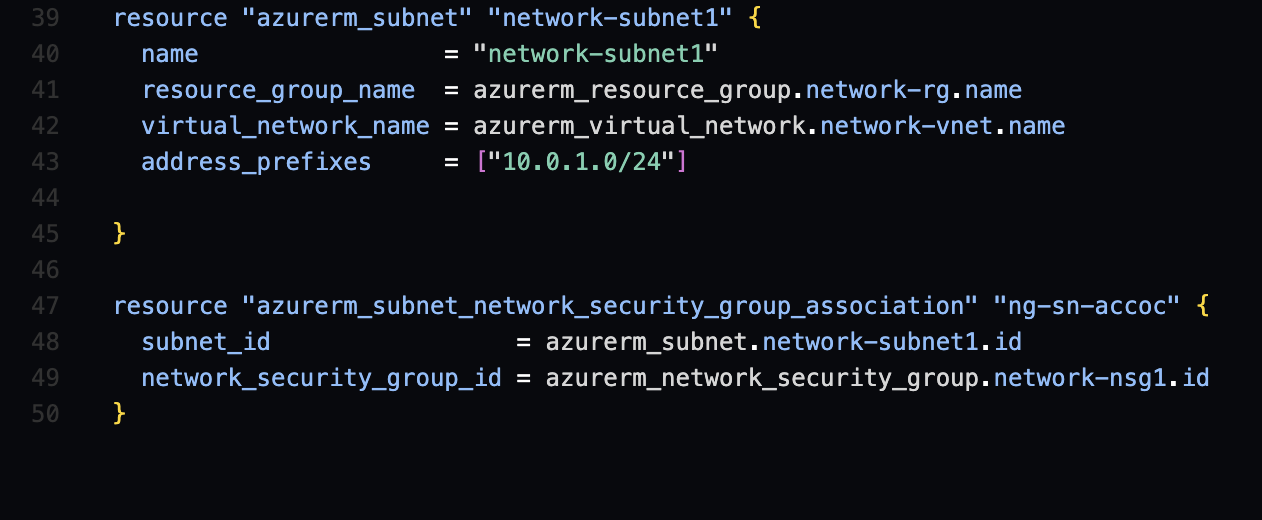 39 resource "azurerm_subnet" "network-subnet1" {
40 name = "network-subnet1"
41 resource_group_name = azurerm_resource_group.network-rg.name
42 virtual_network_name = azurerm_virtual_network.network-vnet.name
43 address_prefixes = ["10.0.1.0/24"]
44
45 }
46
47 resource "azurerm_subnet_network_security_group_association" "ng-sn-accoc" {
48 subnet_id = azurerm_subnet.network-subnet1.id
49 network_security_group_id = azurerm_network_security_group.network-nsg1.id
50 }